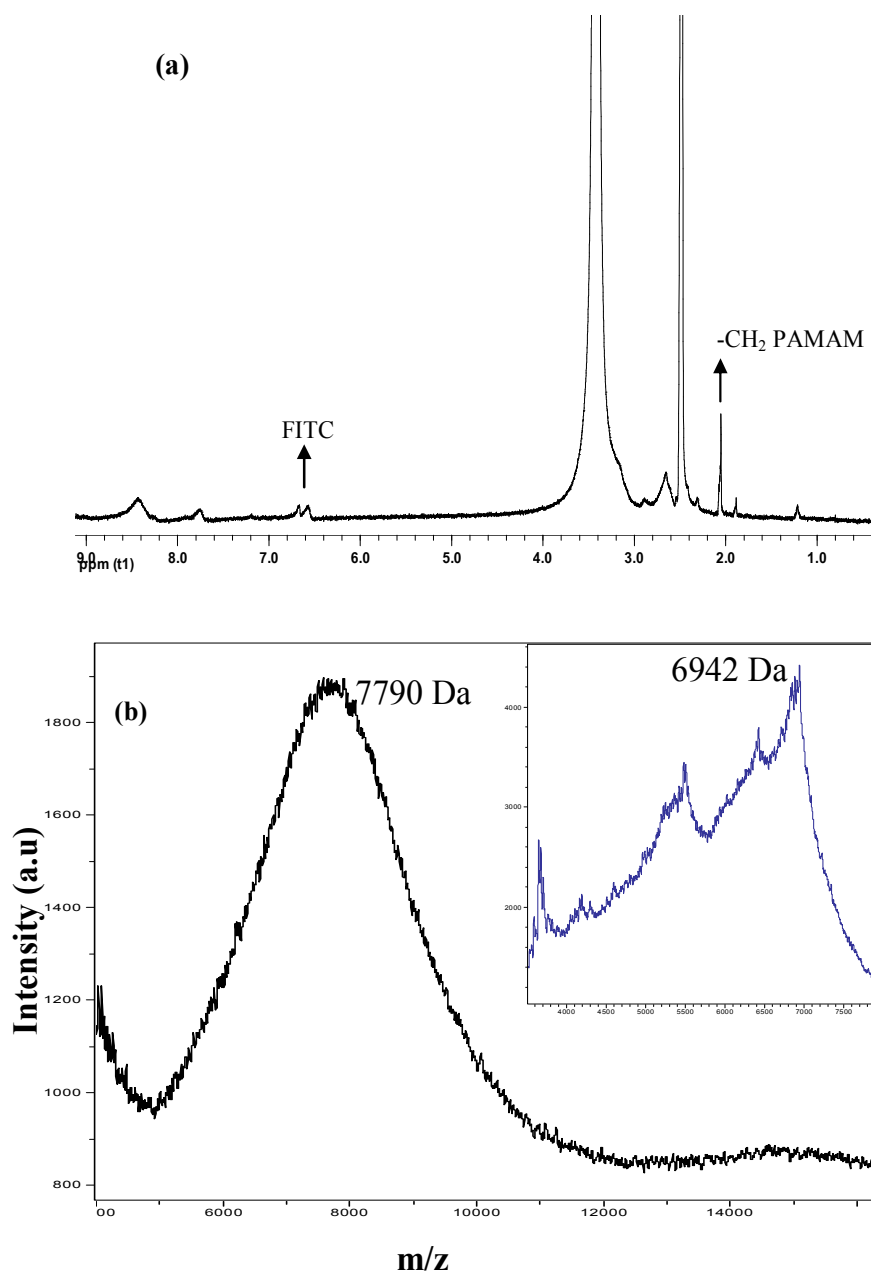 (a)
-CH₂ PAMAM
FITC
9.0 8.0 7.0 6.0 5.0 4.0 3.0 2.0 1.0
ppm (t1)
(b)
7790 Da
6942 Da
4000
3000
2000
4000 4500 5000 5500 6000 6500 7000 7500
1800
1600
1400
1200
1000
800
Intensity (a.u)
00 6000 8000 10000 12000 14000
m/z